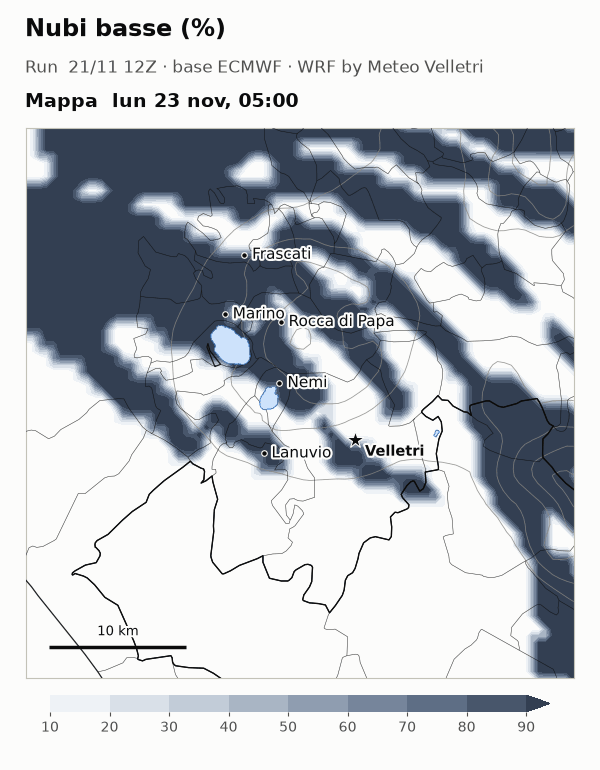 Nubi basse (%)
Run 21/11 12Z · base ECMWF · WRF by Meteo Velletri
Mappa lun 23 nov, 05:00
Frascati
Marino
Rocca di Papa
Nemi
Velletri
Lanuvio
10 km
10 20 30 40 50 60 70 80 90